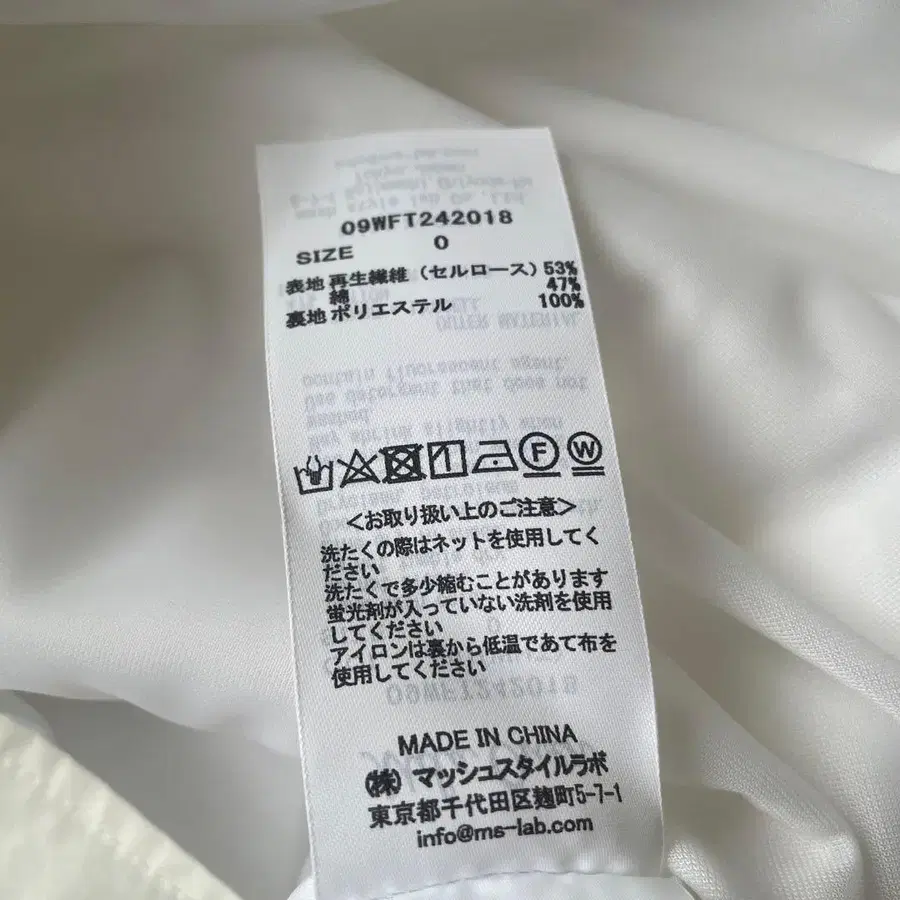 09WFT242018
SIZE 0
表地 再生繊維 (セルロース) 53%
綿 47%
裏地 ポリエステル 100%
F W
<お取り扱い上のご注意>
洗たくの際はネットを使用してく
ださい
洗たくで多少縮むことがあります
蛍光剤が入っていない洗剤を使用
してください
アイロンは裏から低温であて布を
使用してください
MADE IN CHINA
(株) マッシュスタイルラボ
東京都千代田区麹町5-7-1
info@ms-lab.com